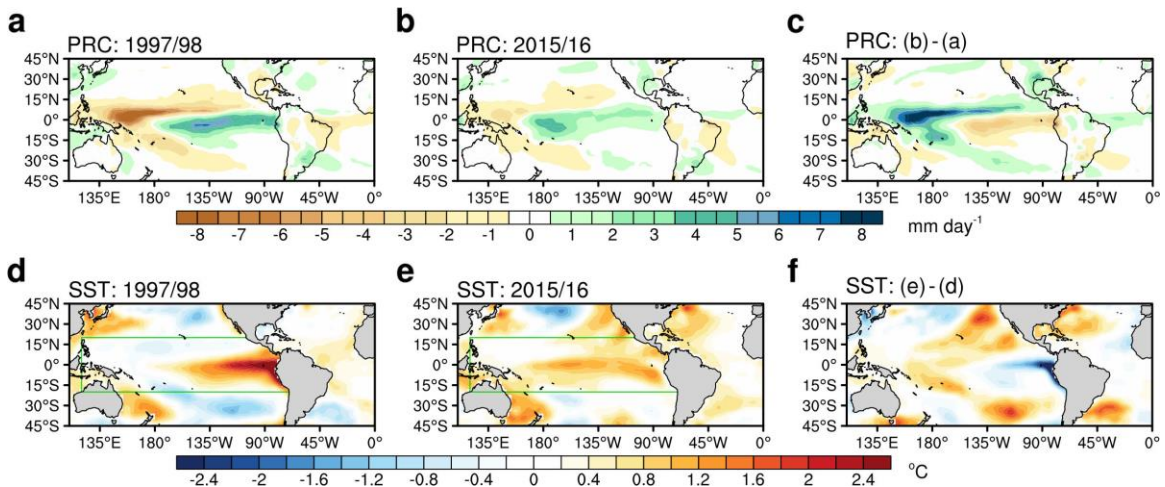 a
PRC: 1997/98
45°N
30°N
15°N
0°
15°S
30°S
45°S
135°E 180° 135°W 90°W 45°W 0°
b
PRC: 2015/16
45°N
30°N
15°N
0°
15°S
30°S
45°S
135°E 180° 135°W 90°W 45°W 0°
c
PRC: (b)-(a)
45°N
30°N
15°N
0°
15°S
30°S
45°S
135°E 180° 135°W 90°W 45°W 0°
-8 -7 -6 -5 -4 -3 -2 -1 0 1 2 3 4 5 6 7 8 mm day⁻¹
d
SST: 1997/98
45°N
30°N
15°N
0°
15°S
30°S
45°S
135°E 180° 135°W 90°W 45°W 0°
e
SST: 2015/16
45°N
30°N
15°N
0°
15°S
30°S
45°S
135°E 180° 135°W 90°W 45°W 0°
f
SST: (e)-(d)
45°N
30°N
15°N
0°
15°S
30°S
45°S
135°E 180° 135°W 90°W 45°W 0°
-2.4 -2 -1.6 -1.2 -0.8 -0.4 0 0.4 0.8 1.2 1.6 2 2.4 °C